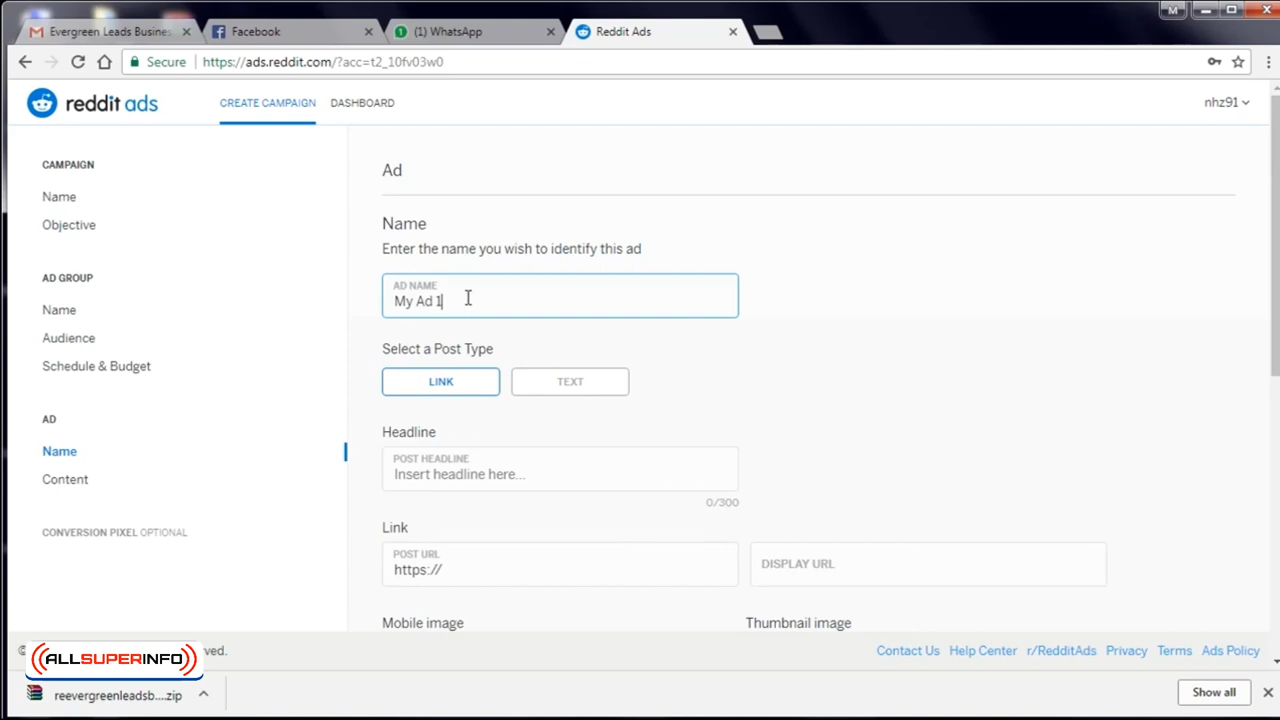 M
Evergreen Leads Busine
Facebook
(1) WhatsApp
Reddit Ads
Secure
https://ads.reddit.com/?acc=t2_10fv03w0
reddit ads
CREATE CAMPAIGN
DASHBOARD
nhz91
CAMPAIGN
Name
Objective
AD GROUP
Name
Audience
Schedule & Budget
AD
Name
Content
CONVERSION PIXEL OPTIONAL
Ad
Name
Enter the name you wish to identify this ad
AD NAME
My Ad 1
Select a Post Type
LINK
TEXT
Headline
POST HEADLINE
Insert headline here...
0/300
Link
POST URL
https://
DISPLAY URL
Mobile image
Thumbnail image
ved.
ALLSUPERINFO
Contact Us
Help Center
r/RedditAds
Privacy
Terms
Ads Policy
reevergreenleadsb....zip
Show all